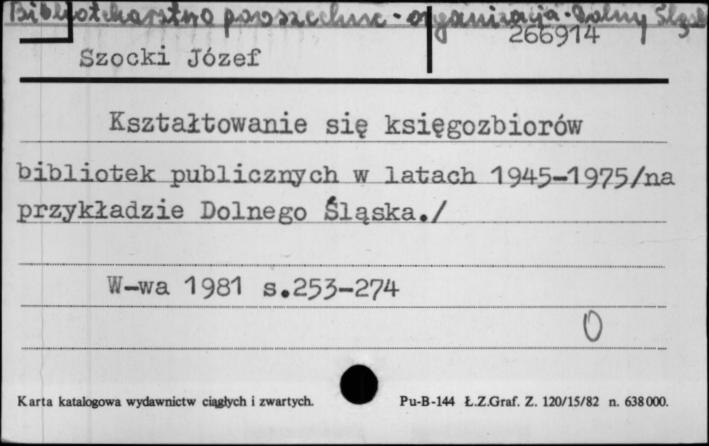 Bibliotekarstwo powszechne - organizacja - Dolny Śląsk
266914
Szocki Józef
Kształtowanie się księgozbiorów
bibliotek publicznych w latach 1945-1975/na
przykładzie Dolnego Śląska./
W-wa 1981 s.253-274
0
Karta katalogowa wydawnictw ciągłych i zwartych.
Pu-B-144 Ł.Z.Graf. Z. 120/15/82 n. 638000.